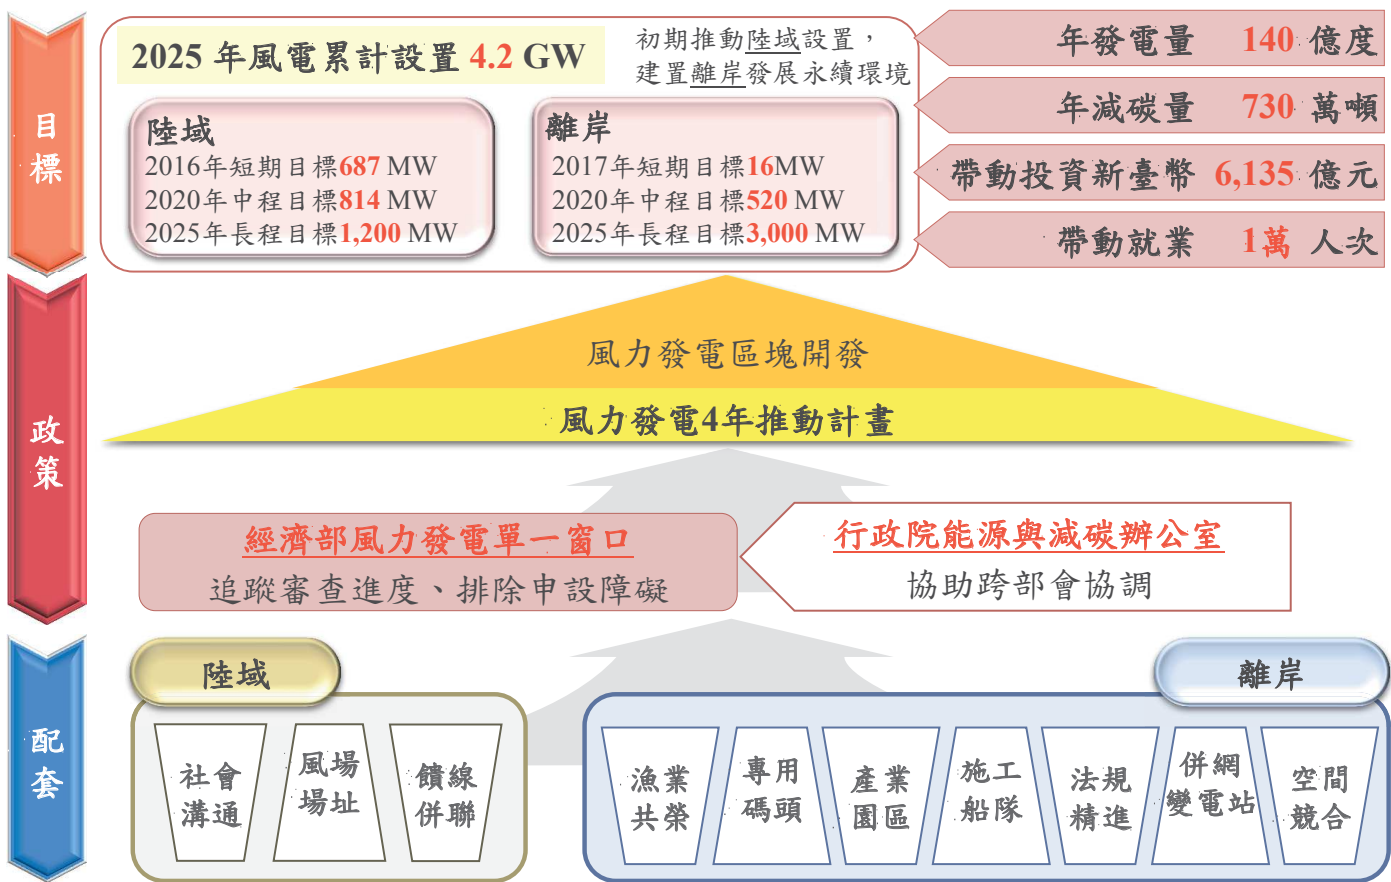 目標
2025 年風電累計設置 4.2 GW
初期推動陸域設置，
建置離岸發展永續環境
陸域
2016年短期目標687 MW
2020年中程目標814 MW
2025年長程目標1,200 MW
離岸
2017年短期目標16MW
2020年中程目標520 MW
2025年長程目標3,000 MW
年發電量 140 億度
年減碳量 730 萬噸
帶動投資新臺幣 6,135 億元
帶動就業 1萬 人次
政策
風力發電區塊開發
風力發電4年推動計畫
經濟部風力發電單一窗口
追蹤審查進度、排除申設障礙
行政院能源與減碳辦公室
協助跨部會協調
配套
陸域
社會
溝通
風場
場址
饋線
併聯
離岸
漁業
共榮
專用
碼頭
產業
園區
施工
船隊
法規
精進
併網
變電站
空間
競合